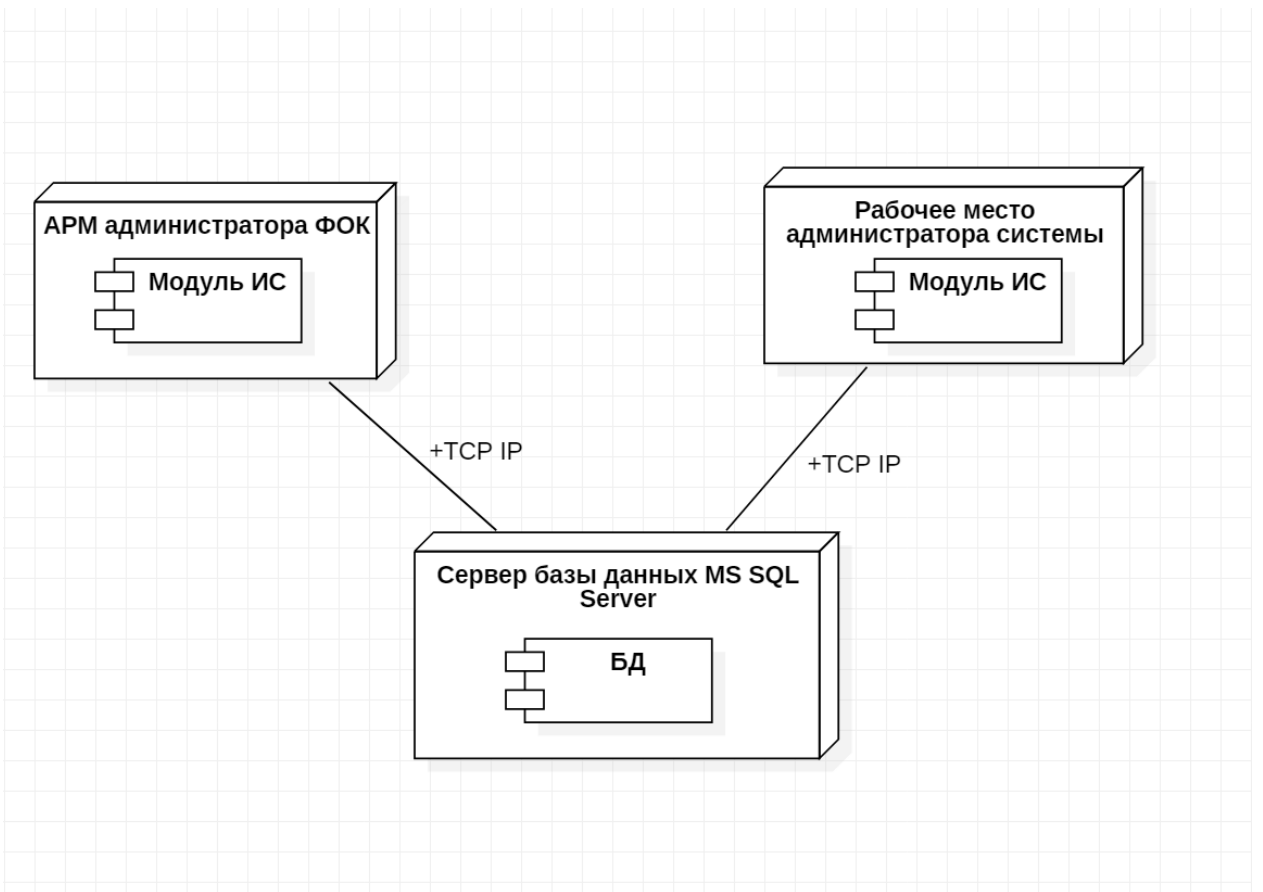 АРМ администратора ФОК
Модуль ИС
Рабочее место
администратора системы
Модуль ИС
+TCP IP
+TCP IP
Сервер базы данных MS SQL
Server
БД